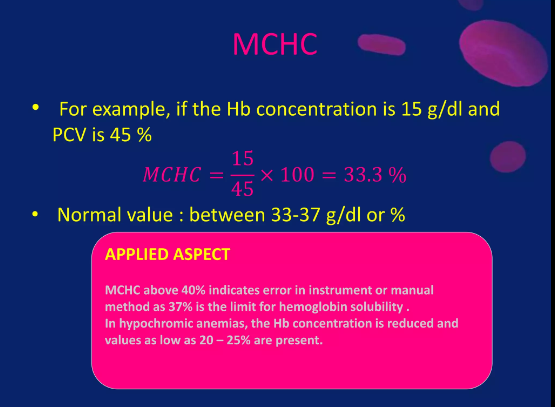 MCHC
• For example, if the Hb concentration is 15 g/dl and
PCV is 45 %
MCHC = 15/45 × 100 = 33.3 %
• Normal value : between 33-37 g/dl or %
APPLIED ASPECT
MCHC above 40% indicates error in instrument or manual
method as 37% is the limit for hemoglobin solubility .
In hypochromic anemias, the Hb concentration is reduced and
values as low as 20 – 25% are present.